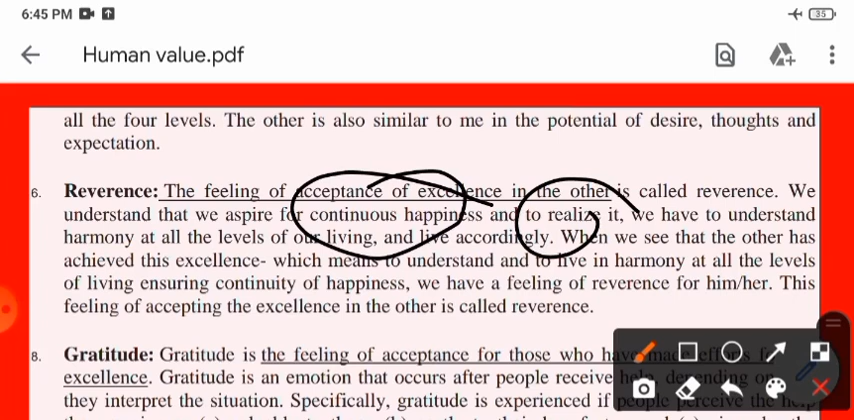 6:45 PM
35
Human value.pdf
all the four levels. The other is also similar to me in the potential of desire, thoughts and
expectation.
6. Reverence: The feeling of acceptance of excellence in the other is called reverence. We
understand that we aspire for continuous happiness and to realize it, we have to understand
harmony at all the levels of our living, and live accordingly. When we see that the other has
achieved this excellence- which means to understand and to live in harmony at all the levels
of living ensuring continuity of happiness, we have a feeling of reverence for him/her. This
feeling of accepting the excellence in the other is called reverence.
8. Gratitude: Gratitude is the feeling of acceptance for those who have made efforts
excellence. Gratitude is an emotion that occurs after people receive help, depending on
they interpret the situation. Specifically, gratitude is experienced if people perceive the help